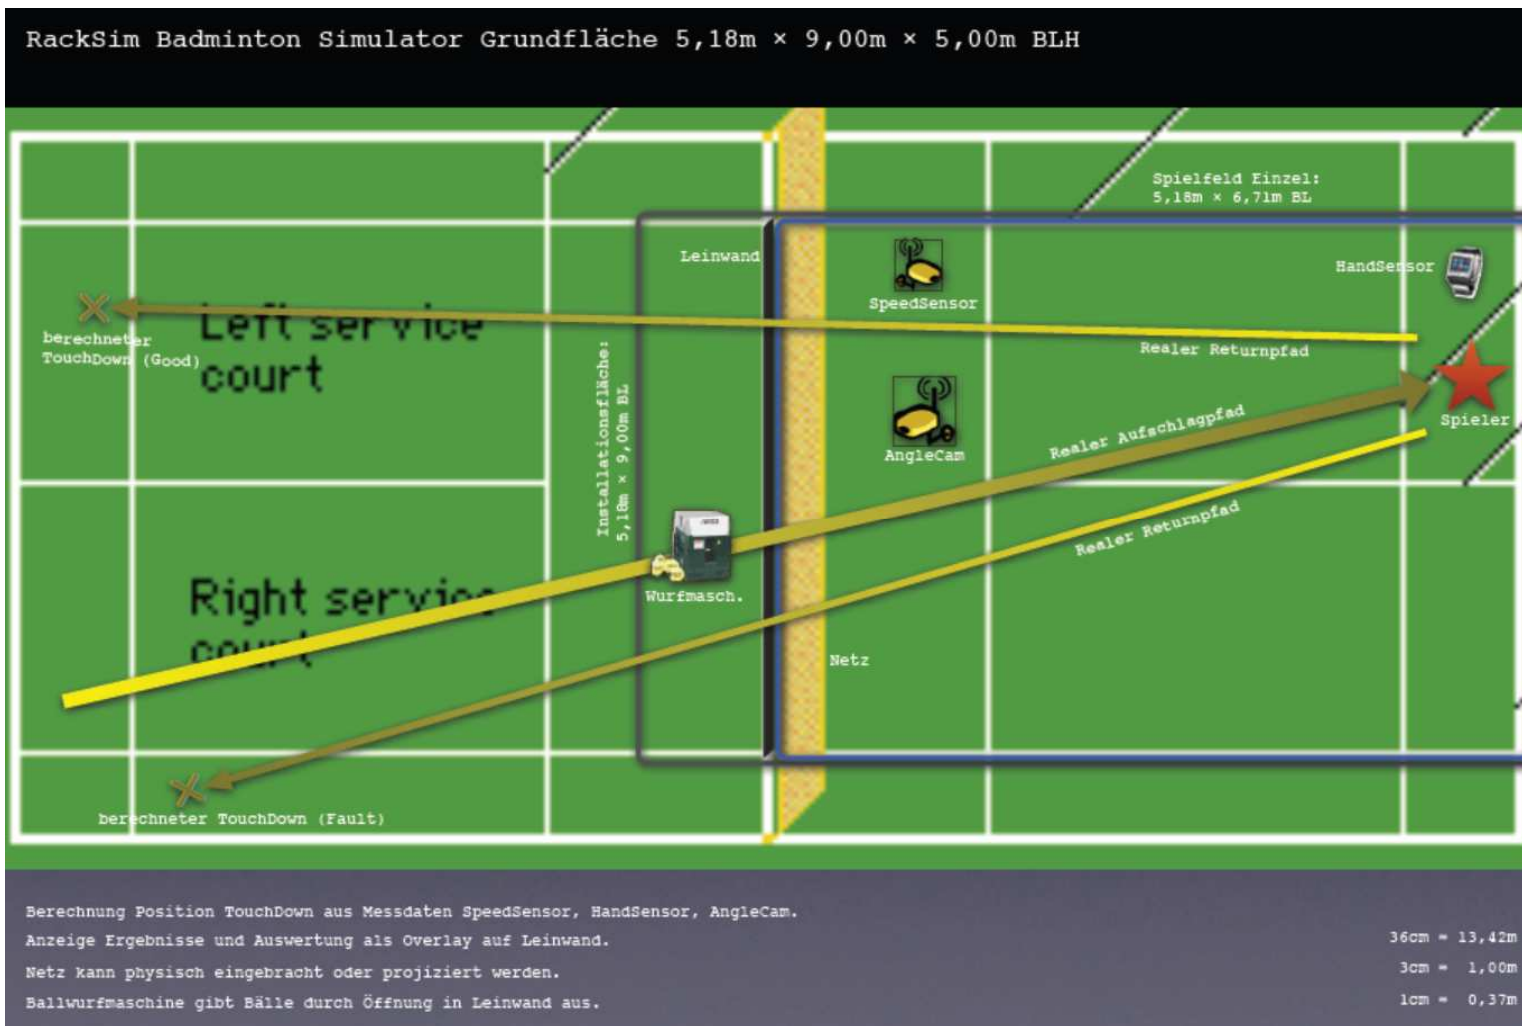 RackSim Badminton Simulator Grundfläche 5,18m × 9,00m × 5,00m BLH
Spielfeld Einzel:
5,18m × 6,71m BL
Leinwand
HandSensor
SpeedSensor
Left service
court
berechneter
TouchDown (Good)
Realer Returnpfad
Installationsfläche:
5,18m × 9,00m BL
Realer Aufschlagpfad
Spieler
AngleCam
Realer Returnpfad
Right service
court
Wurfmasch.
Netz
berechneter TouchDown (Fault)
Berechnung Position TouchDown aus Messdaten SpeedSensor, HandSensor, AngleCam.
Anzeige Ergebnisse und Auswertung als Overlay auf Leinwand.
Netz kann physisch eingebracht oder projiziert werden.
Ballwurfmaschine gibt Bälle durch Öffnung in Leinwand aus.
36cm = 13,42m
3cm = 1,00m
1cm = 0,37m